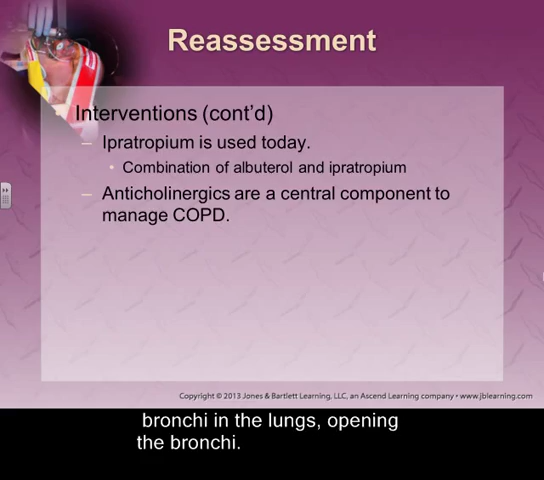 Reassessment
Interventions (cont'd)
– Ipratropium is used today.
• Combination of albuterol and ipratropium
– Anticholinergics are a central component to
manage COPD.
Copyright © 2013 Jones & Bartlett Learning, LLC, an Ascend Learning company • www.jblearning.com
bronchi in the lungs, opening
the bronchi.